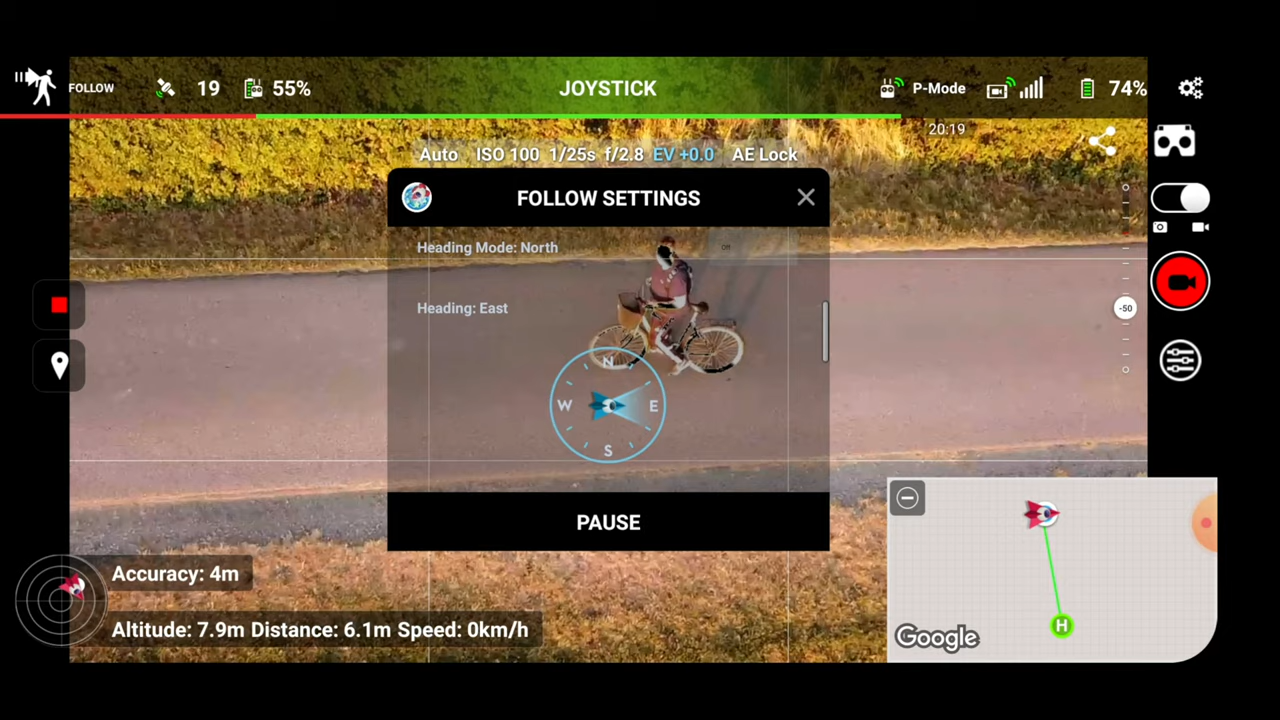 FOLLOW 19 55% JOYSTICK P-Mode 74%
20:19
Auto ISO 100 1/25s f/2.8 EV +0.0 AE Lock
FOLLOW SETTINGS
Heading Mode: North
Off
Heading: East
-50
N
W E
S
PAUSE
Accuracy: 4m
Altitude: 7.9m Distance: 6.1m Speed: 0km/h
H
Google